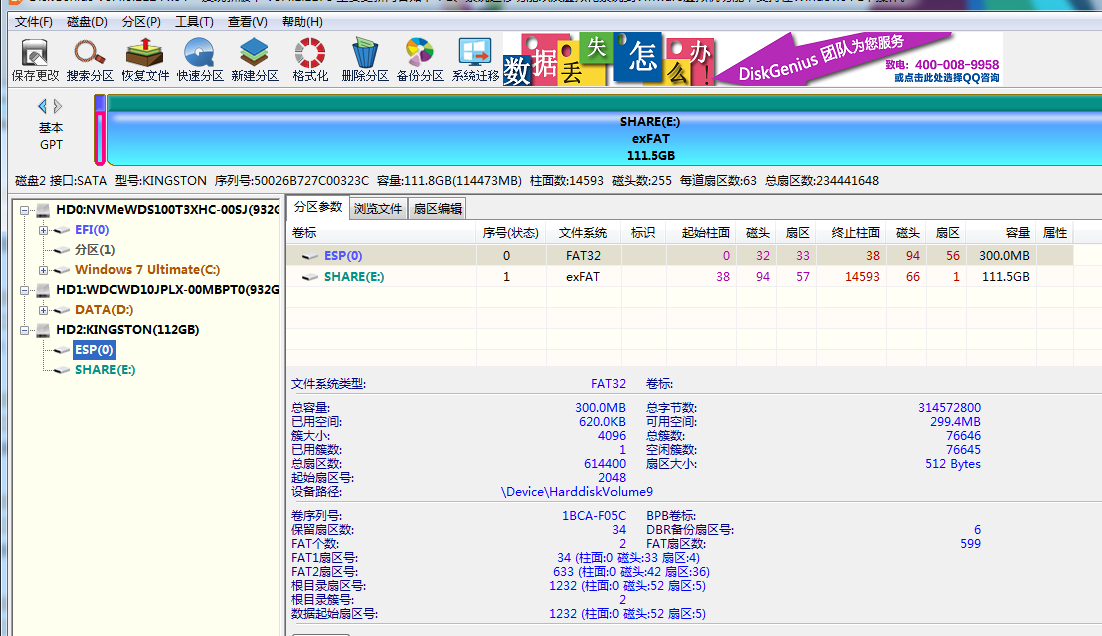 文件(F) 磁盘(D) 分区(P) 工具(T) 查看(V) 帮助(H)
保存更改 搜索分区 恢复文件 快速分区 新建分区 格式化 删除分区 备份分区 系统迁移
数据丢失怎么办!
DiskGenius 团队为您服务
致电: 400-008-9958
或点击此处选择QQ咨询
基本
GPT
SHARE(E:)
exFAT
111.5GB
磁盘2 接口:SATA 型号:KINGSTON 序列号:50026B727C00323C 容量:111.8GB(114473MB) 柱面数:14593 磁头数:255 每道扇区数:63 总扇区数:234441648
HD0:NVMeWDS100T3XHC-00SJ(932G
EFI(0)
分区(1)
Windows 7 Ultimate(C:)
HD1:WDCWD10JPLX-00MBPT0(932G
DATA(D:)
HD2:KINGSTON(112GB)
ESP(0)
SHARE(E:)
分区参数 浏览文件 扇区编辑
卷标 序号(状态) 文件系统 标识 起始柱面 磁头 扇区 终止柱面 磁头 扇区 容量 属性
ESP(0) 0 FAT32 0 32 33 38 94 56 300.0MB
SHARE(E:) 1 exFAT 38 94 57 14593 66 1 111.5GB
文件系统类型: FAT32 卷标:
总容量: 300.0MB 总字节数: 314572800
已用空间: 620.0KB 可用空间: 299.4MB
簇大小: 4096 总簇数: 76646
已用簇数: 1 空闲簇数: 76645
总扇区数: 614400 扇区大小: 512 Bytes
起始扇区号: 2048
设备路径: \Device\HarddiskVolume9
卷序列号: 1BCA-F05C BPB卷标:
保留扇区数: 34 DBR备份扇区号: 6
FAT个数: 2 FAT扇区数: 599
FAT1扇区号: 34 (柱面:0 磁头:33 扇区:4)
FAT2扇区号: 633 (柱面:0 磁头:42 扇区:36)
根目录扇区号: 1232 (柱面:0 磁头:52 扇区:5)
根目录簇号: 2
数据起始扇区号: 1232 (柱面:0 磁头:52 扇区:5)